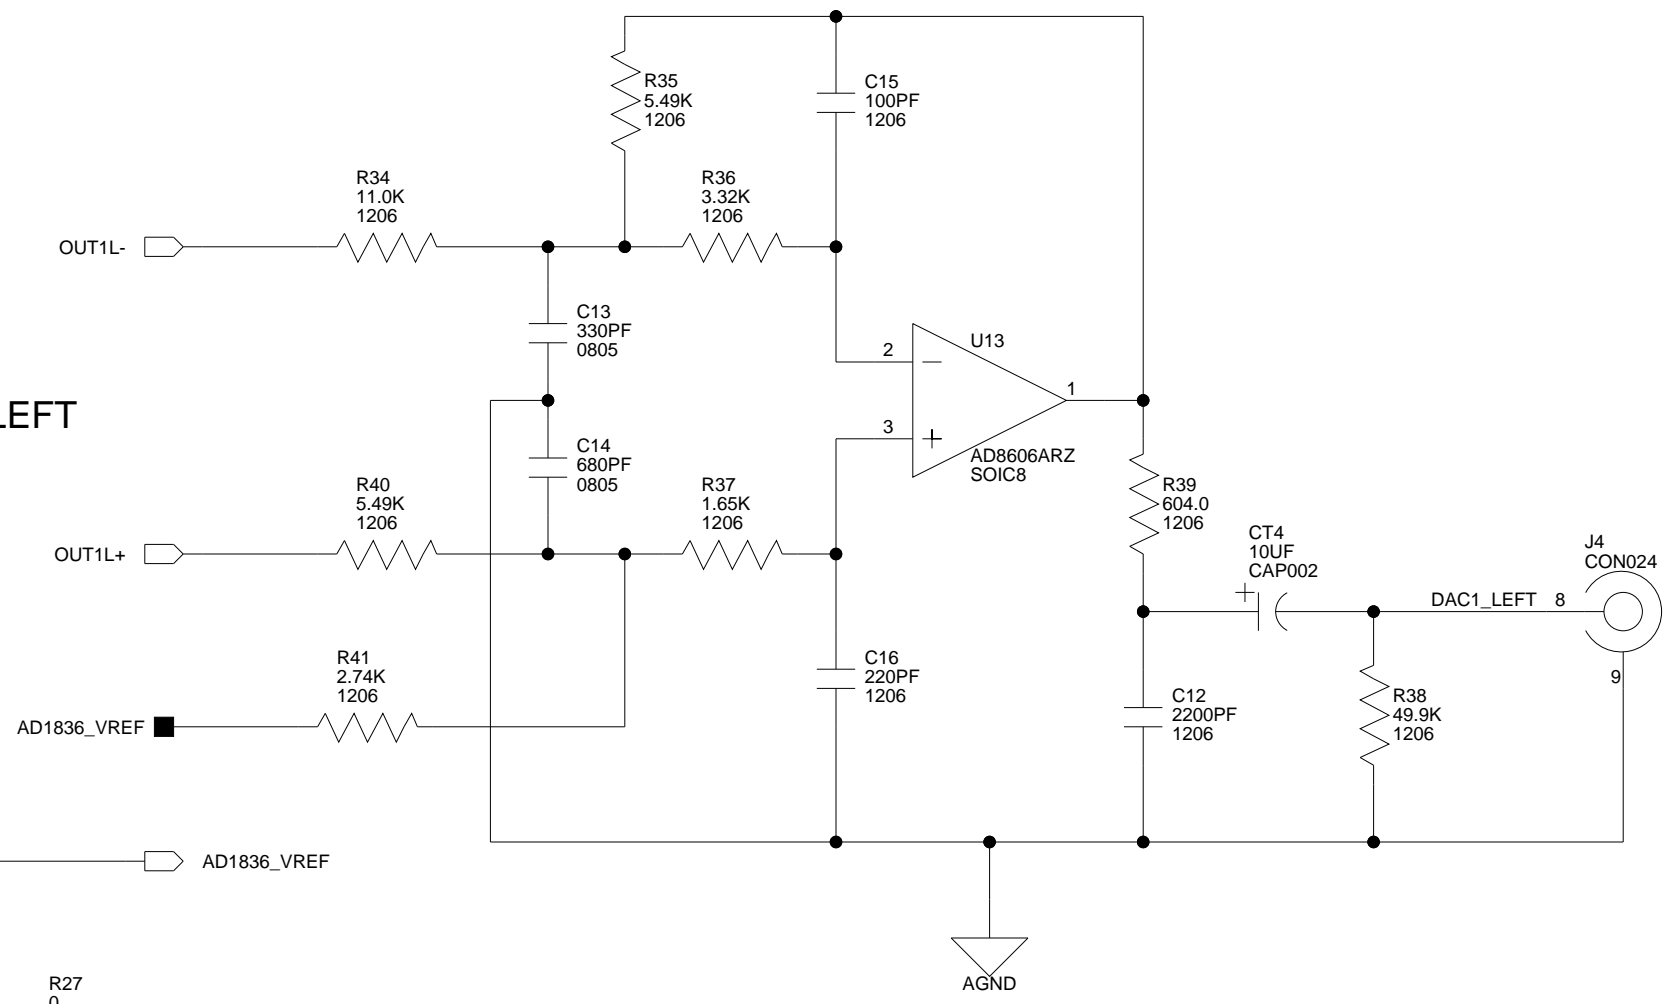 R35
5.49K
1206
C15
100PF
1206
R34
11.0K
1206
R36
3.32K
1206
OUT1L-
C13
330PF
0805
U13
2
1
LEFT
3
C14
680PF
0805
AD8606ARZ
SOIC8
R40
5.49K
1206
R37
1.65K
1206
R39
604.0
1206
OUT1L+
CT4
10UF
CAP002
J4
CON024
DAC1_LEFT 8
R41
2.74K
1206
C16
220PF
1206
9
C12
2200PF
1206
R38
49.9K
1206
AD1836_VREF
AD1836_VREF
AGND
R27
0